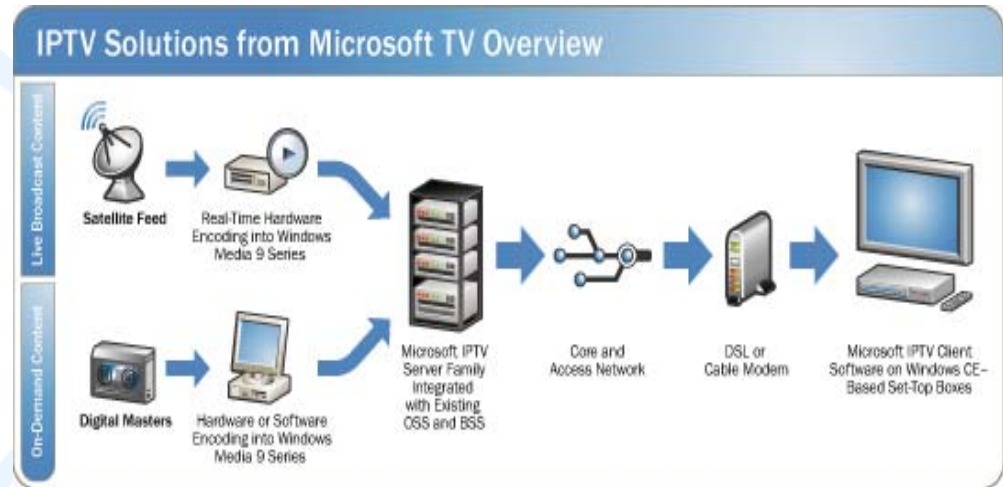 IPTV Solutions from Microsoft TV Overview
Live Broadcast Content
Satellite Feed
Real-Time Hardware
Encoding into Windows
Media 9 Series
On-Demand Content
Digital Masters
Hardware or Software
Encoding into Windows
Media 9 Series
Microsoft IPTV
Server Family
Integrated
with Existing
OSS and BSS
Core and
Access Network
DSL or
Cable Modem
Microsoft IPTV Client
Software on Windows CE–
Based Set-Top Boxes